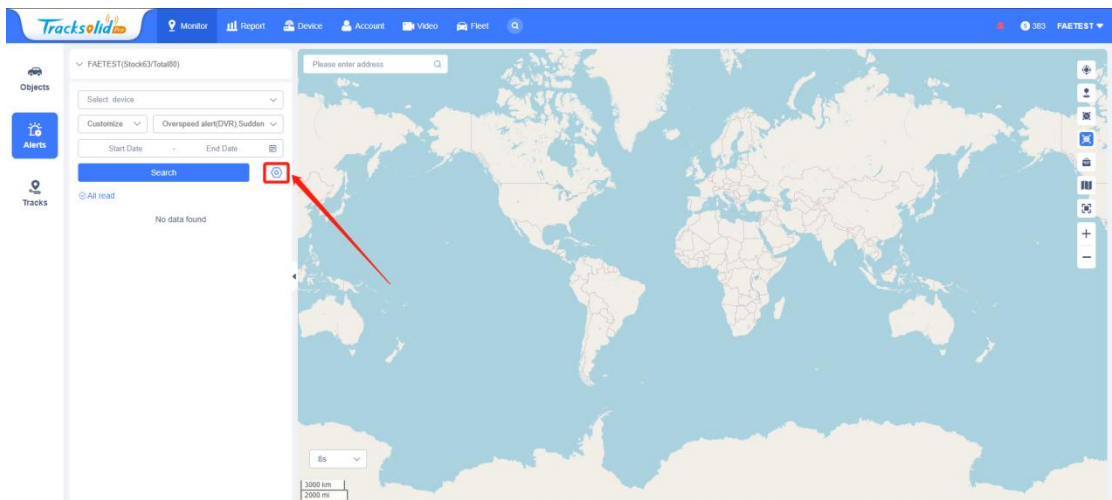 Tracksolid Pro
Monitor
Report
Device
Account
Video
Fleet
383
FAETEST
Objects
Alerts
Tracks
FAETEST(Stock63/Total80)
Select device
Customize
Overspeed alert(DVR),Sudden
Start Date - End Date
Search
All read
No data found
Please enter address
8s
3000 km
2000 mi